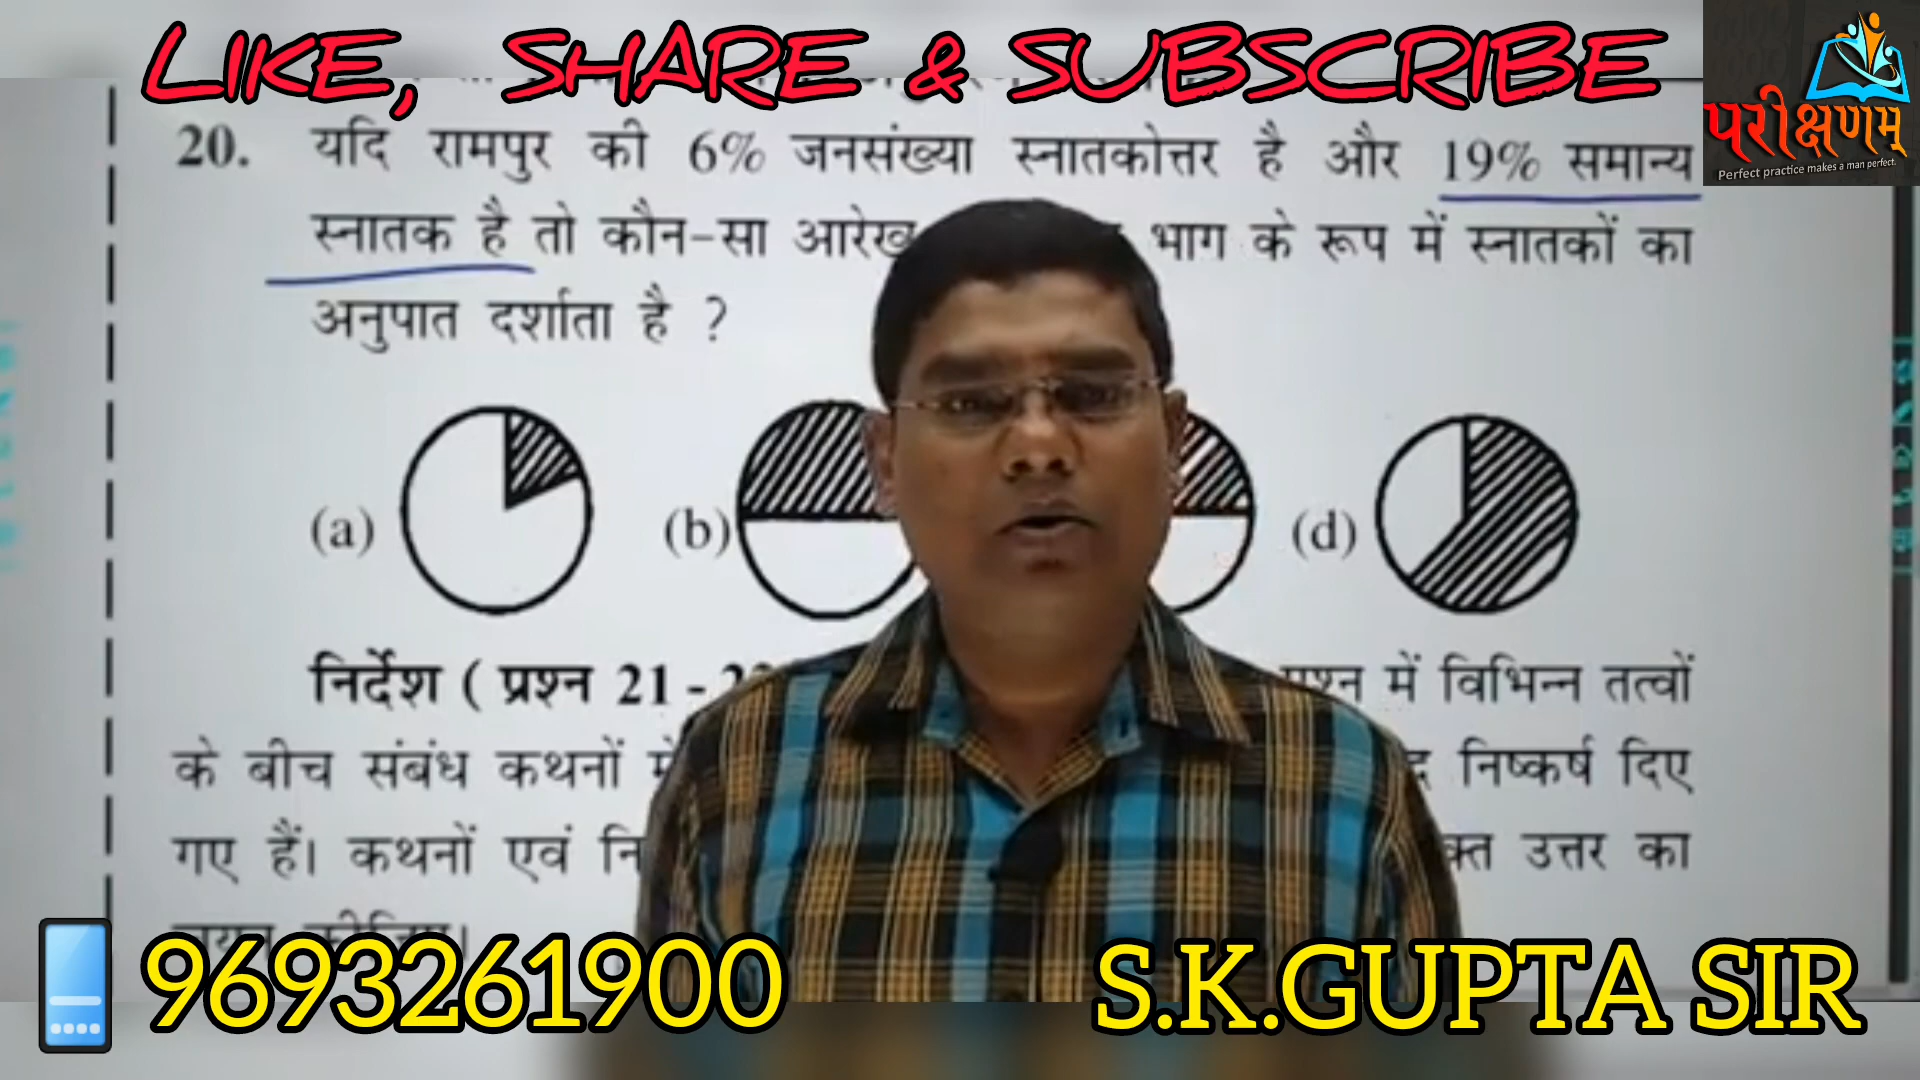 LIKE, SHARE & SUBSCRIBE
परीक्षणम्
Perfect practice makes a man perfect.
20. यदि रामपुर की 6% जनसंख्या स्नातकोत्तर है और 19% समान्य
स्नातक है तो कौन-सा आरेख भाग के रूप में स्नातकों का
अनुपात दर्शाता है ?
(a) (b) (d)
निर्देश ( प्रश्न 21 - प्रश्न में विभिन्न तत्वों
के बीच संबंध कथनों निष्कर्ष दिए
गए हैं। कथनों एवं उत्तर का
9693261900 S.K.GUPTA SIR